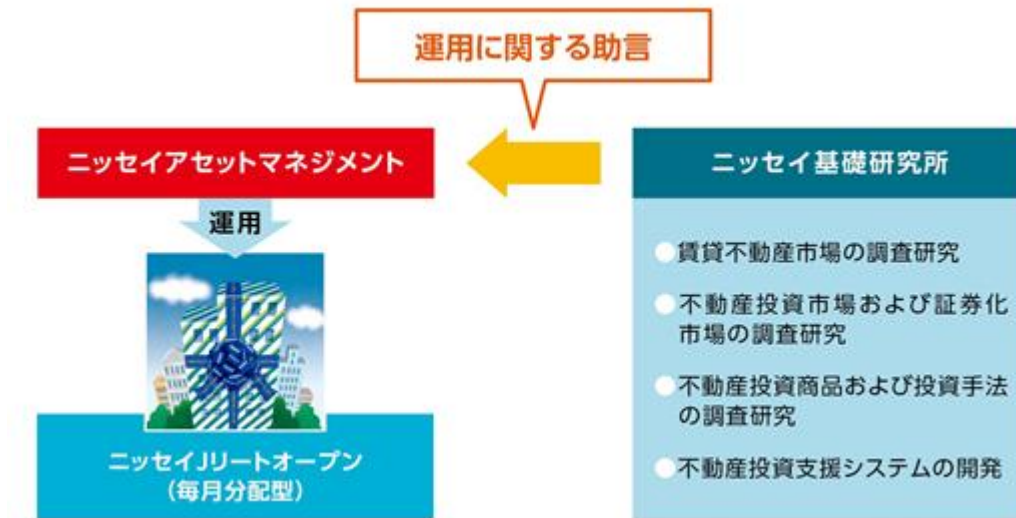 運用に関する助言
ニッセイアセットマネジメント
運用
ニッセイJリートオープン
（毎月分配型）
ニッセイ基礎研究所
●賃貸不動産市場の調査研究
●不動産投資市場および証券化
市場の調査研究
●不動産投資商品および投資手法
の調査研究
●不動産投資支援システムの開発